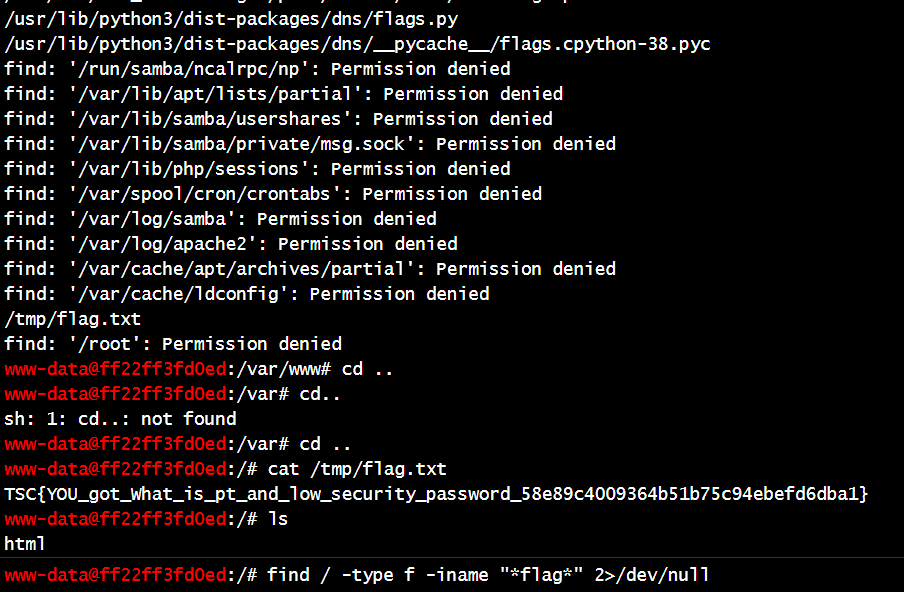 /usr/lib/python3/dist-packages/dns/flags.py
/usr/lib/python3/dist-packages/dns/__pycache__/flags.cpython-38.pyc
find: '/run/samba/ncalrpc/np': Permission denied
find: '/var/lib/apt/lists/partial': Permission denied
find: '/var/lib/samba/usershares': Permission denied
find: '/var/lib/samba/private/msg.sock': Permission denied
find: '/var/lib/php/sessions': Permission denied
find: '/var/spool/cron/crontabs': Permission denied
find: '/var/log/samba': Permission denied
find: '/var/log/apache2': Permission denied
find: '/var/cache/apt/archives/partial': Permission denied
find: '/var/cache/ldconfig': Permission denied
/tmp/flag.txt
find: '/root': Permission denied
www-data@ff22ff3fd0ed:/var/www# cd ..
www-data@ff22ff3fd0ed:/var# cd..
sh: 1: cd..: not found
www-data@ff22ff3fd0ed:/var# cd ..
www-data@ff22ff3fd0ed:/# cat /tmp/flag.txt
TSC{YOU_got_What_is_pt_and_low_security_password_58e89c4009364b51b75c94ebefd6dba1}
www-data@ff22ff3fd0ed:/# ls
html
www-data@ff22ff3fd0ed:/# find / -type f -iname "*flag*" 2>/dev/null